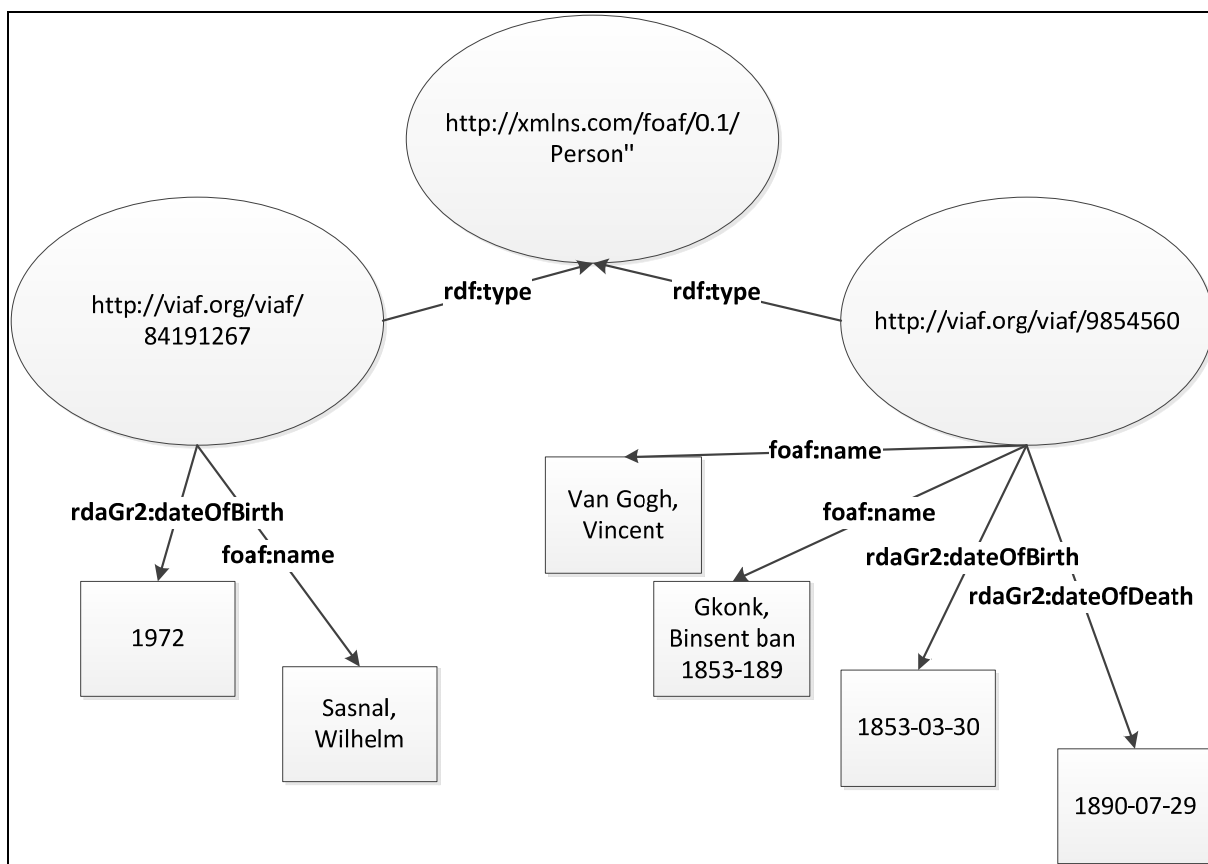 http://xmlns.com/foaf/0.1/
Person"
rdf:type
rdf:type
http://viaf.org/viaf/
84191267
http://viaf.org/viaf/9854560
foaf:name
rdaGr2:dateOfBirth
foaf:name
Van Gogh,
Vincent
foaf:name
rdaGr2:dateOfBirth
rdaGr2:dateOfDeath
1972
Sasnal,
Wilhelm
Gkonk,
Binsent ban
1853-189
1853-03-30
1890-07-29